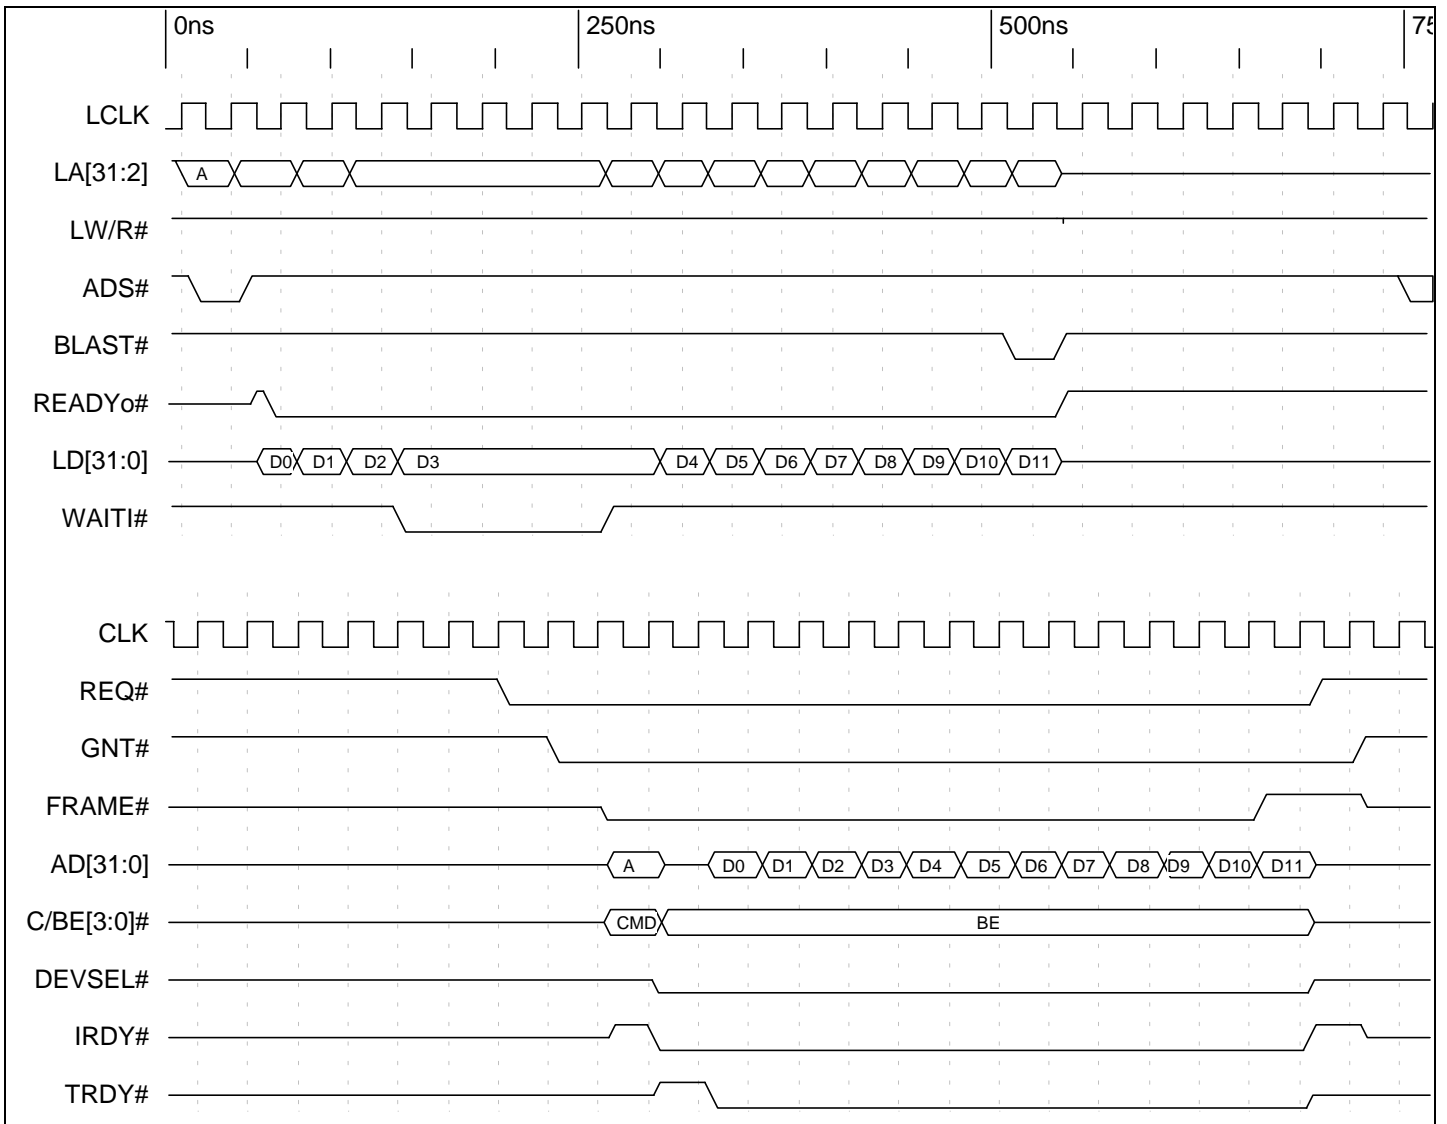 0ns 250ns 500ns 75
LCLK
LA[31:2] A
LW/R#
ADS#
BLAST#
READYo#
LD[31:0] D0 D1 D2 D3 D4 D5 D6 D7 D8 D9 D10 D11
WAITI#
CLK
REQ#
GNT#
FRAME#
AD[31:0] A D0 D1 D2 D3 D4 D5 D6 D7 D8 D9 D10 D11
C/BE[3:0]# CMD BE
DEVSEL#
IRDY#
TRDY#